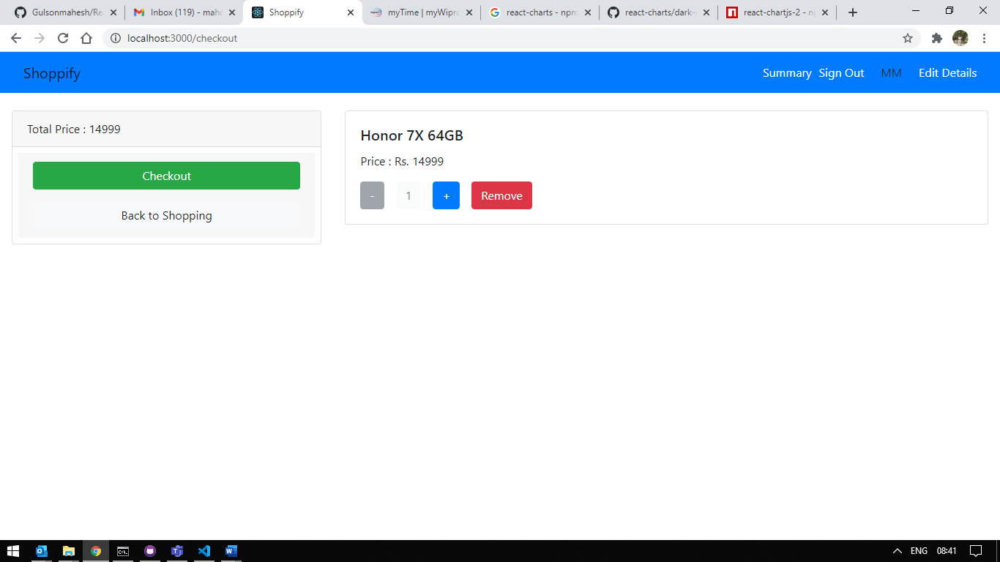 Gulsonmahesh/Re
Inbox (119) - mahe
Shoppify
myTime | myWipro
react-charts - npm
react-charts/dark-
react-chartjs-2 - np
localhost:3000/checkout
Shoppify
Summary Sign Out MM Edit Details
Total Price : 14999
Checkout
Back to Shopping
Honor 7X 64GB
Price : Rs. 14999
- 1 + Remove
ENG 08:41